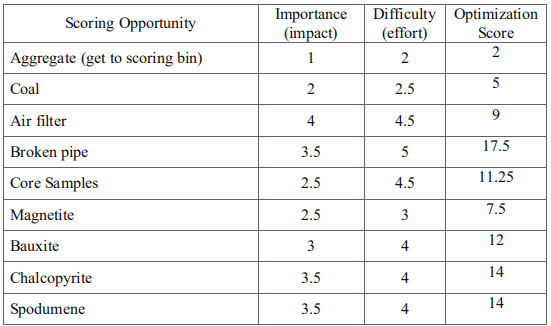 Scoring Opportunity Importance (impact) Difficulty (effort) Optimization Score
Aggregate (get to scoring bin) 1 2 2
Coal 2 2.5 5
Air filter 4 4.5 9
Broken pipe 3.5 5 17.5
Core Samples 2.5 4.5 11.25
Magnetite 2.5 3 7.5
Bauxite 3 4 12
Chalcopyrite 3.5 4 14
Spodumene 3.5 4 14